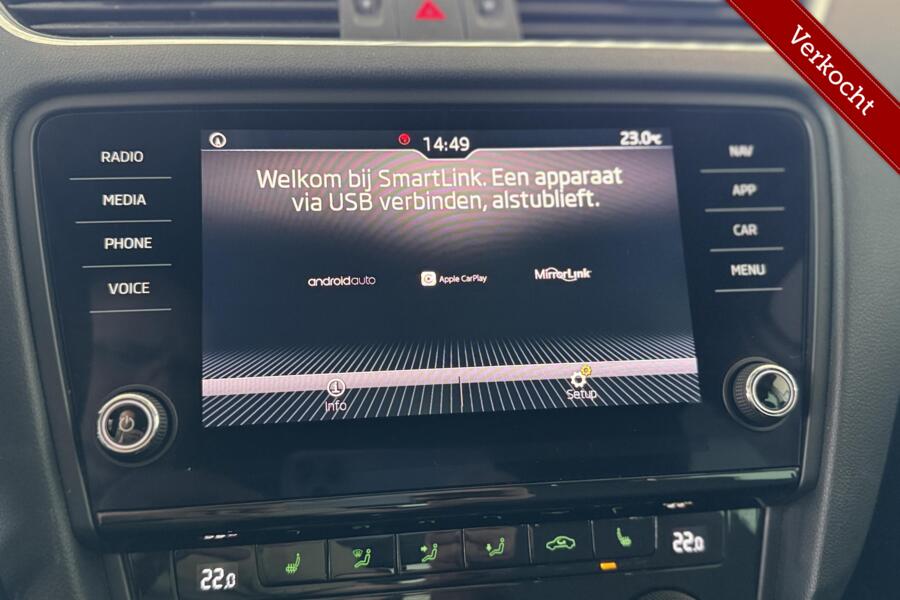 Verkocht
14:49
23.0°C
RADIO
MEDIA
PHONE
VOICE
NAV
APP
CAR
MENU
Welkom bij SmartLink. Een apparaat
via USB verbinden, alstublieft.
androidauto
Apple CarPlay
MirrorLink
Info
Setup
22.0
22.0